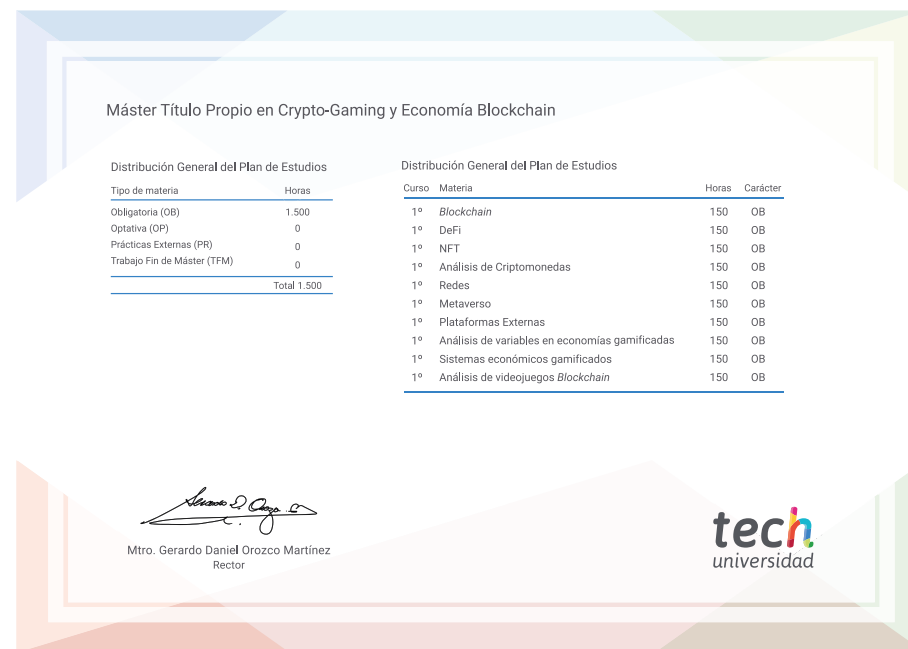 Máster Título Propio en Crypto-Gaming y Economía Blockchain
Distribución General del Plan de Estudios
Tipo de materia Horas
Obligatoria (OB) 1.500
Optativa (OP) 0
Prácticas Externas (PR) 0
Trabajo Fin de Máster (TFM) 0
Total 1.500
Distribución General del Plan de Estudios
Curso Materia Horas Carácter
1º Blockchain 150 OB
1º DeFi 150 OB
1º NFT 150 OB
1º Análisis de Criptomonedas 150 OB
1º Redes 150 OB
1º Metaverso 150 OB
1º Plataformas Externas 150 OB
1º Análisis de variables en economías gamificadas 150 OB
1º Sistemas económicos gamificados 150 OB
1º Análisis de videojuegos Blockchain 150 OB
Mtro. Gerardo Daniel Orozco Martínez
Rector
tech
universidad